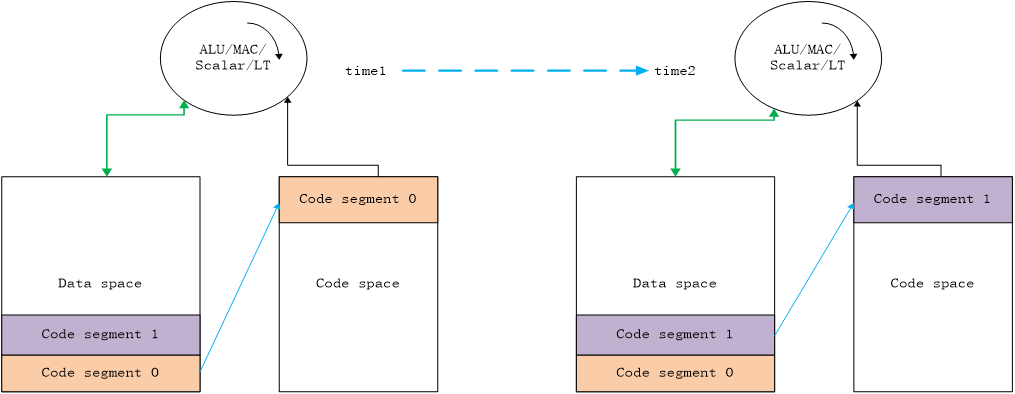 ALU/MAC/
Scalar/LT
time1
time2
ALU/MAC/
Scalar/LT
Code segment 0
Data space
Code space
Code segment 1
Code segment 0
Code segment 1
Data space
Code space
Code segment 1
Code segment 0